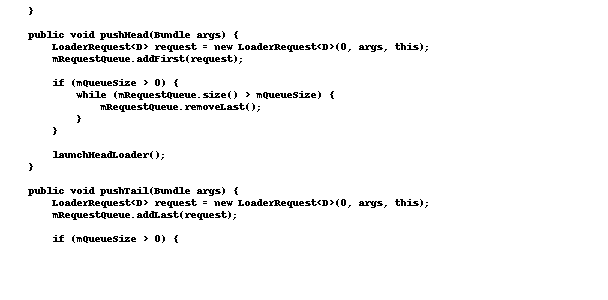 }
public void pushHead(Bundle args) {
LoaderRequest<D> request = new LoaderRequest<D>(0, args, this);
mRequestQueue.addFirst(request);
if (mQueueSize > 0) {
while (mRequestQueue.size() > mQueueSize) {
mRequestQueue.removeLast();
}
}
launchHeadLoader();
}
public void pushTail(Bundle args) {
LoaderRequest<D> request = new LoaderRequest<D>(0, args, this);
mRequestQueue.addLast(request);
if (mQueueSize > 0) {